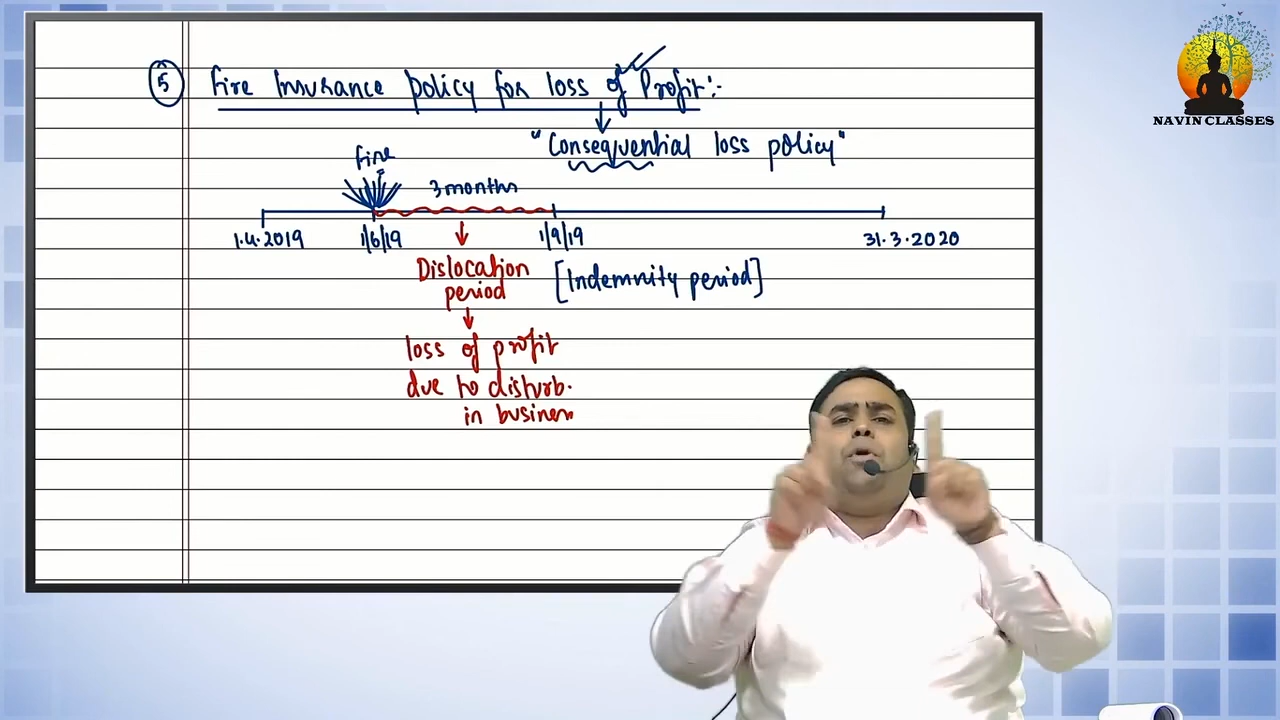 5 Fire Insurance policy for loss of Profit:-
"Consequential loss policy"
Fire
3 months
1.4.2019 1/6/19 1/9/19 31.3.2020
Dislocation
period
[Indemnity period]
loss of profit
due to disturb.
in business
NAVIN CLASSES